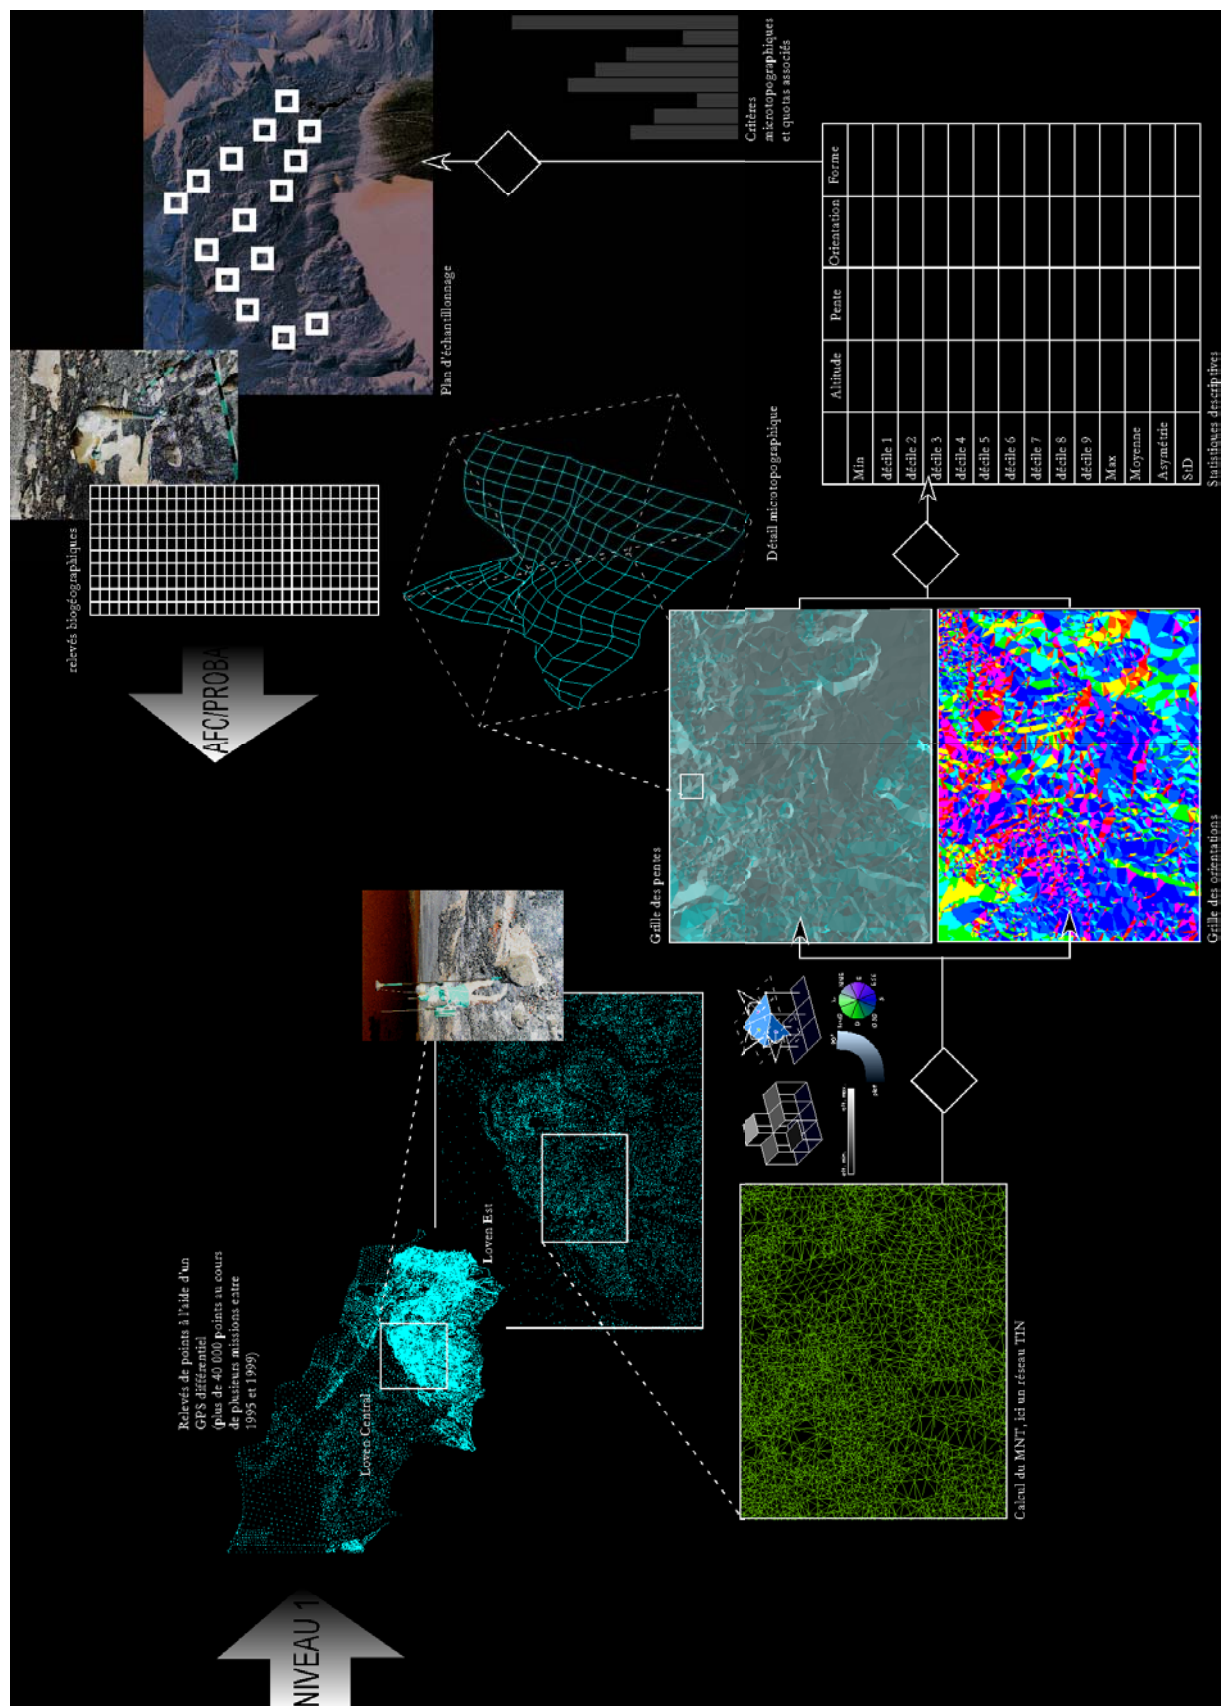 NIVEAU 1
Relevés de points à l'aide d'un
GPS différentiel
(plus de 40 000 points au cours
de plusieurs missions entre
1995 et 1999)
Loven Central
Loven Est
Calcul du MNT, ici un réseau TIN
Grille des pentes
Grille des orientations
Détail microtopographique
AFC/PROBA
relevés biogéographiques
Plan d'échantillonnage
Critères
microtopographiques
et quotas associés
Altitude Pente Orientation Forme
Min
décile 1
décile 2
décile 3
décile 4
décile 5
décile 6
décile 7
décile 8
décile 9
Max
Moyenne
Asymétrie
StD
Statistiques descriptives